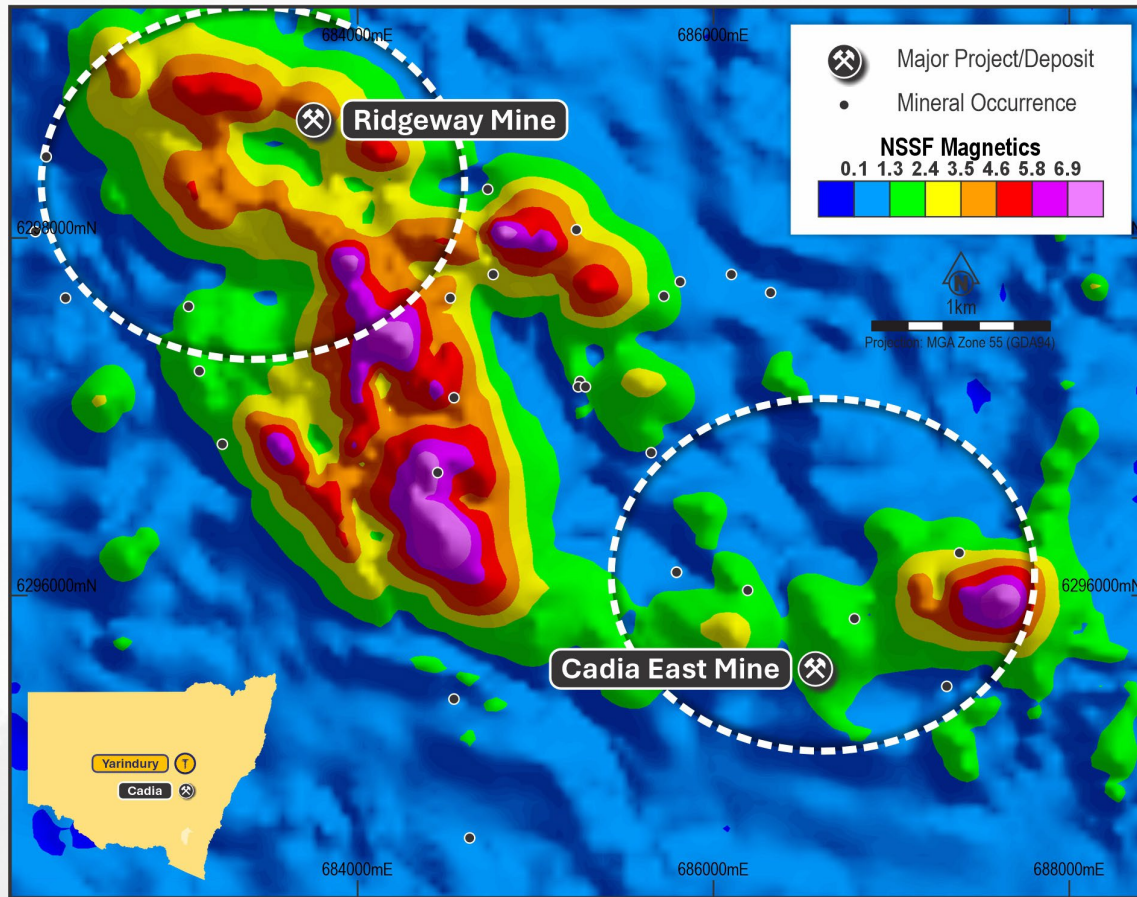 684000mE
686000mE
Major Project/Deposit
Mineral Occurrence
NSSF Magnetics
0.1 1.3 2.4 3.5 4.6 5.8 6.9
Ridgeway Mine
6298000mN
N
1km
Projection: MGA Zone 55 (GDA94)
6296000mN
6296000mN
Cadia East Mine
Yarindury
Cadia
684000mE
686000mE
688000mE